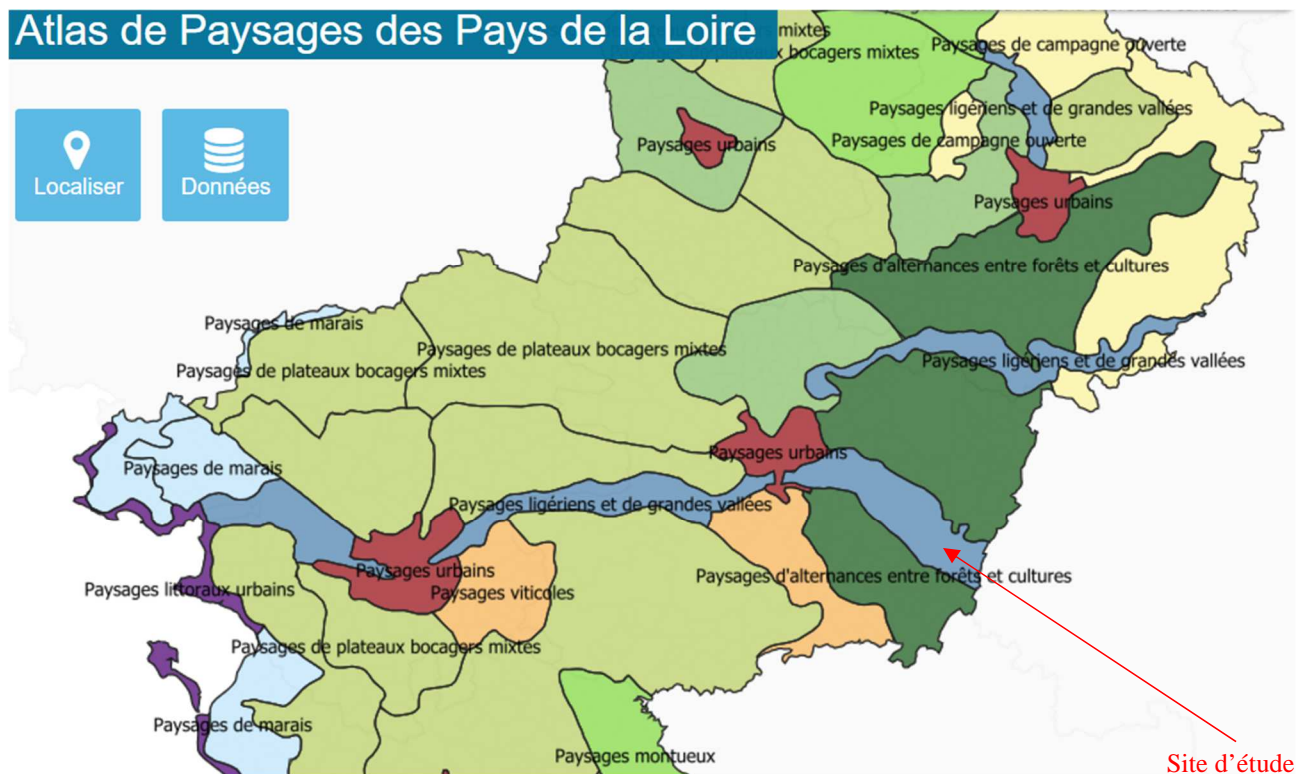 Atlas de Paysages des Pays de la Loire
mixtes
bocagers mixtes
Paysages de campagne ouverte
Localiser
Données
Paysages ligériens et de grandes vallées
Paysages urbains
Paysages de campagne ouverte
Paysages urbains
Paysages d'alternances entre forêts et cultures
Paysages de marais
Paysages de plateaux bocagers mixtes
Paysages ligériens et de grandes vallées
Paysages de plateaux bocagers mixtes
Paysages urbains
Paysages de marais
Paysages ligériens et de grandes vallées
Paysages urbains
Paysages d'alternances entre forêts et cultures
Paysages littoraux urbains
Paysages viticoles
Paysages de plateaux bocagers mixtes
Paysages de marais
Paysages montueux
Site d'étude